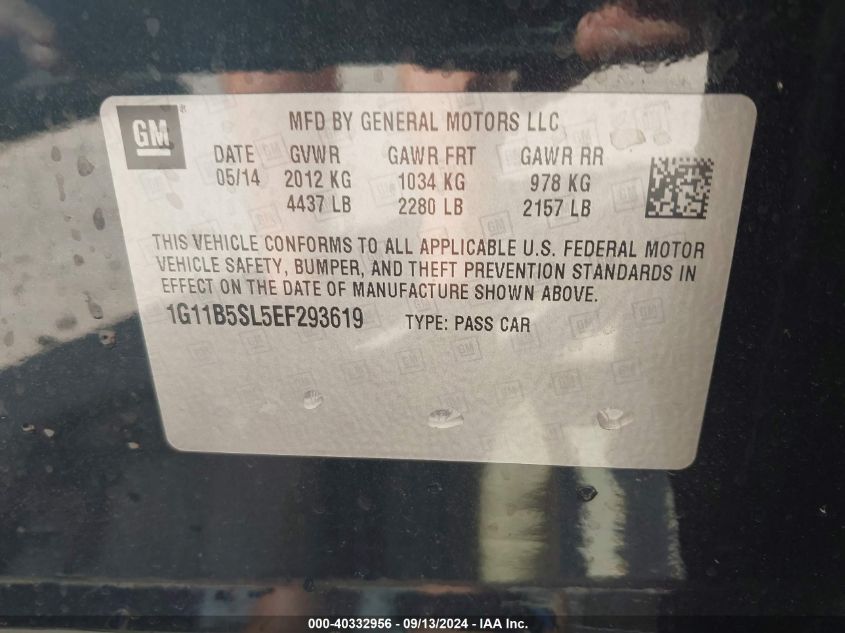 GM ®
MFD BY GENERAL MOTORS LLC
DATE GVWR GAWR FRT GAWR RR
05/14 2012 KG 1034 KG 978 KG
4437 LB 2280 LB 2157 LB
THIS VEHICLE CONFORMS TO ALL APPLICABLE U.S. FEDERAL MOTOR
VEHICLE SAFETY, BUMPER, AND THEFT PREVENTION STANDARDS IN
EFFECT ON THE DATE OF MANUFACTURE SHOWN ABOVE.
1G11B5SL5EF293619 TYPE: PASS CAR
000-40332956 - 09/13/2024 - IAA Inc.